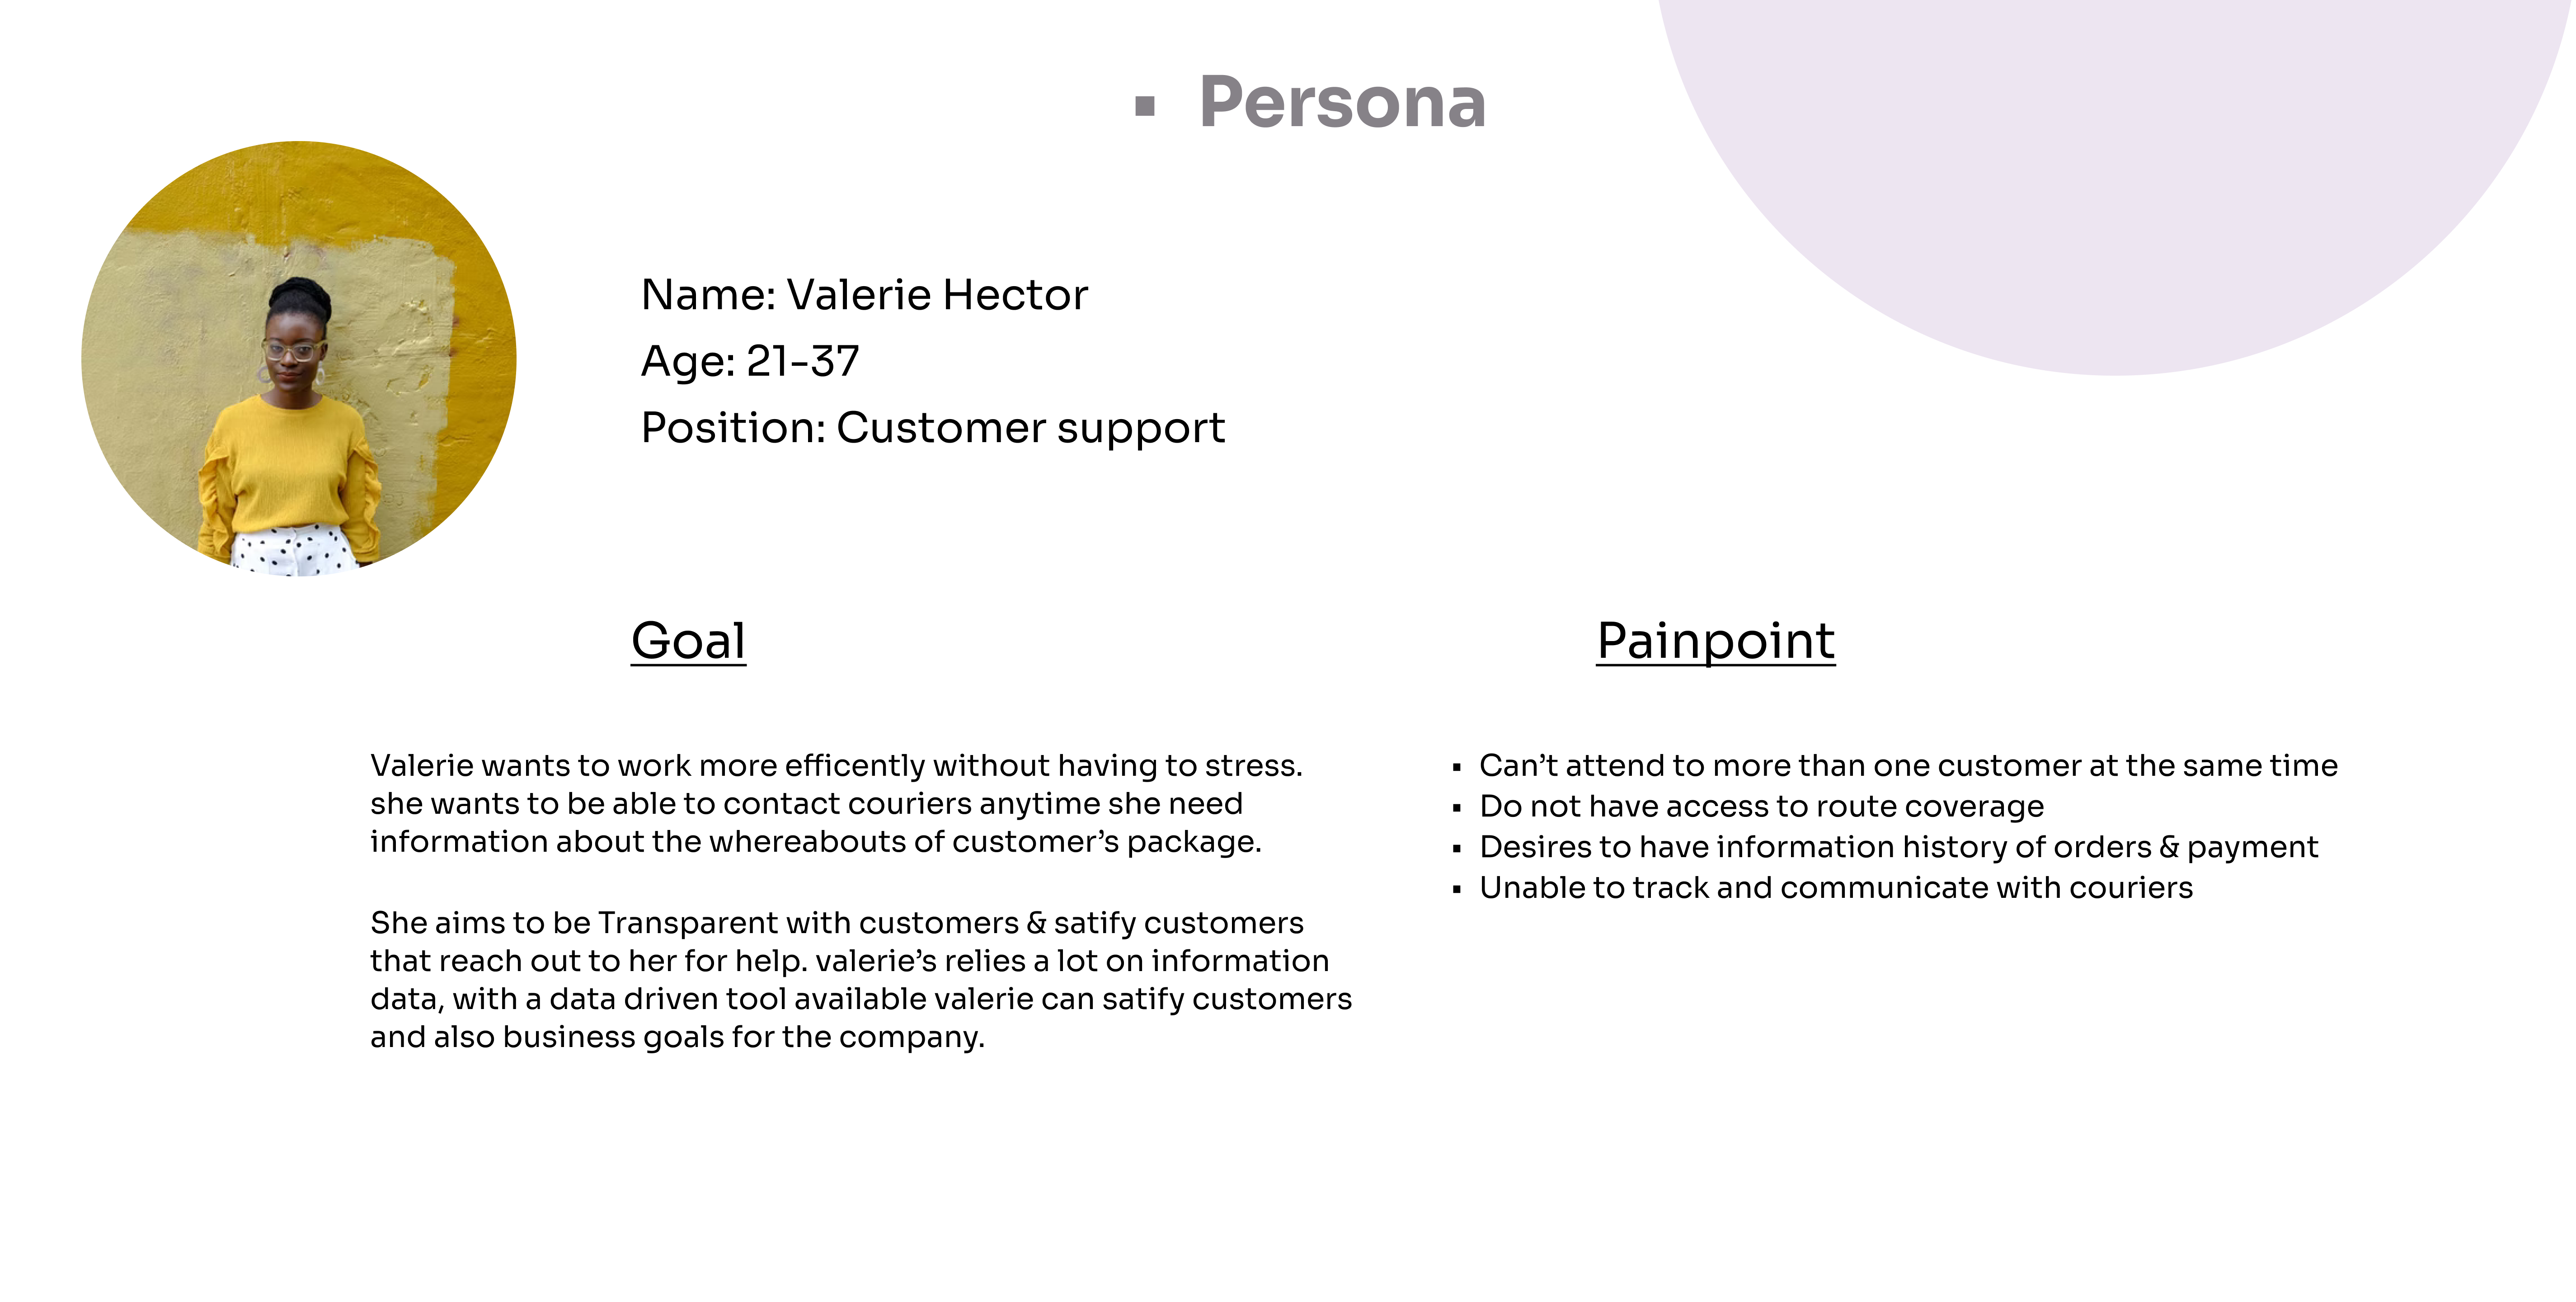 ▪ Persona
Name: Valerie Hector
Age: 21-37
Position: Customer support
Goal
Valerie wants to work more efficently without having to stress.
she wants to be able to contact couriers anytime she need
information about the whereabouts of customer’s package.
She aims to be Transparent with customers & satify customers
that reach out to her for help. valerie’s relies a lot on information
data, with a data driven tool available valerie can satify customers
and also business goals for the company.
Painpoint
▪ Can’t attend to more than one customer at the same time
▪ Do not have access to route coverage
▪ Desires to have information history of orders & payment
▪ Unable to track and communicate with couriers